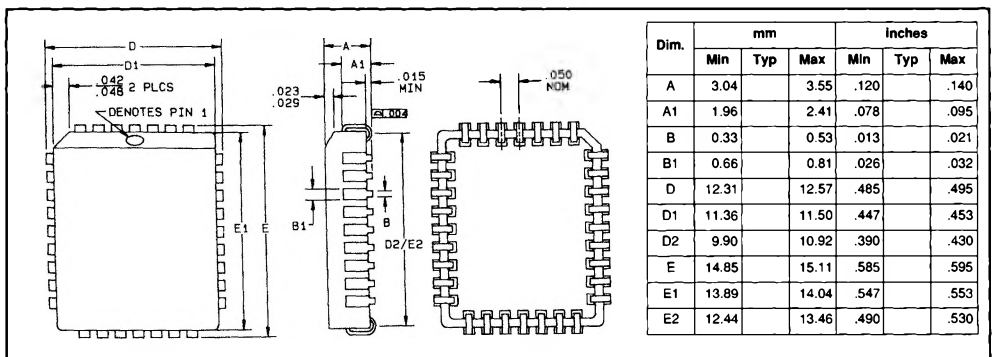 D
D1
.042
.048 2 PLCS
DENOTES PIN 1
E1
E
A
A1
.015
MIN
.023
.029
.004
B1
B
D2/E2
.050
NOM
Dim. mm inches
Min Typ Max Min Typ Max
A 3.04 3.55 .120 .140
A1 1.96 2.41 .078 .095
B 0.33 0.53 .013 .021
B1 0.66 0.81 .026 .032
D 12.31 12.57 .485 .495
D1 11.36 11.50 .447 .453
D2 9.90 10.92 .390 .430
E 14.85 15.11 .585 .595
E1 13.89 14.04 .547 .553
E2 12.44 13.46 .490 .530